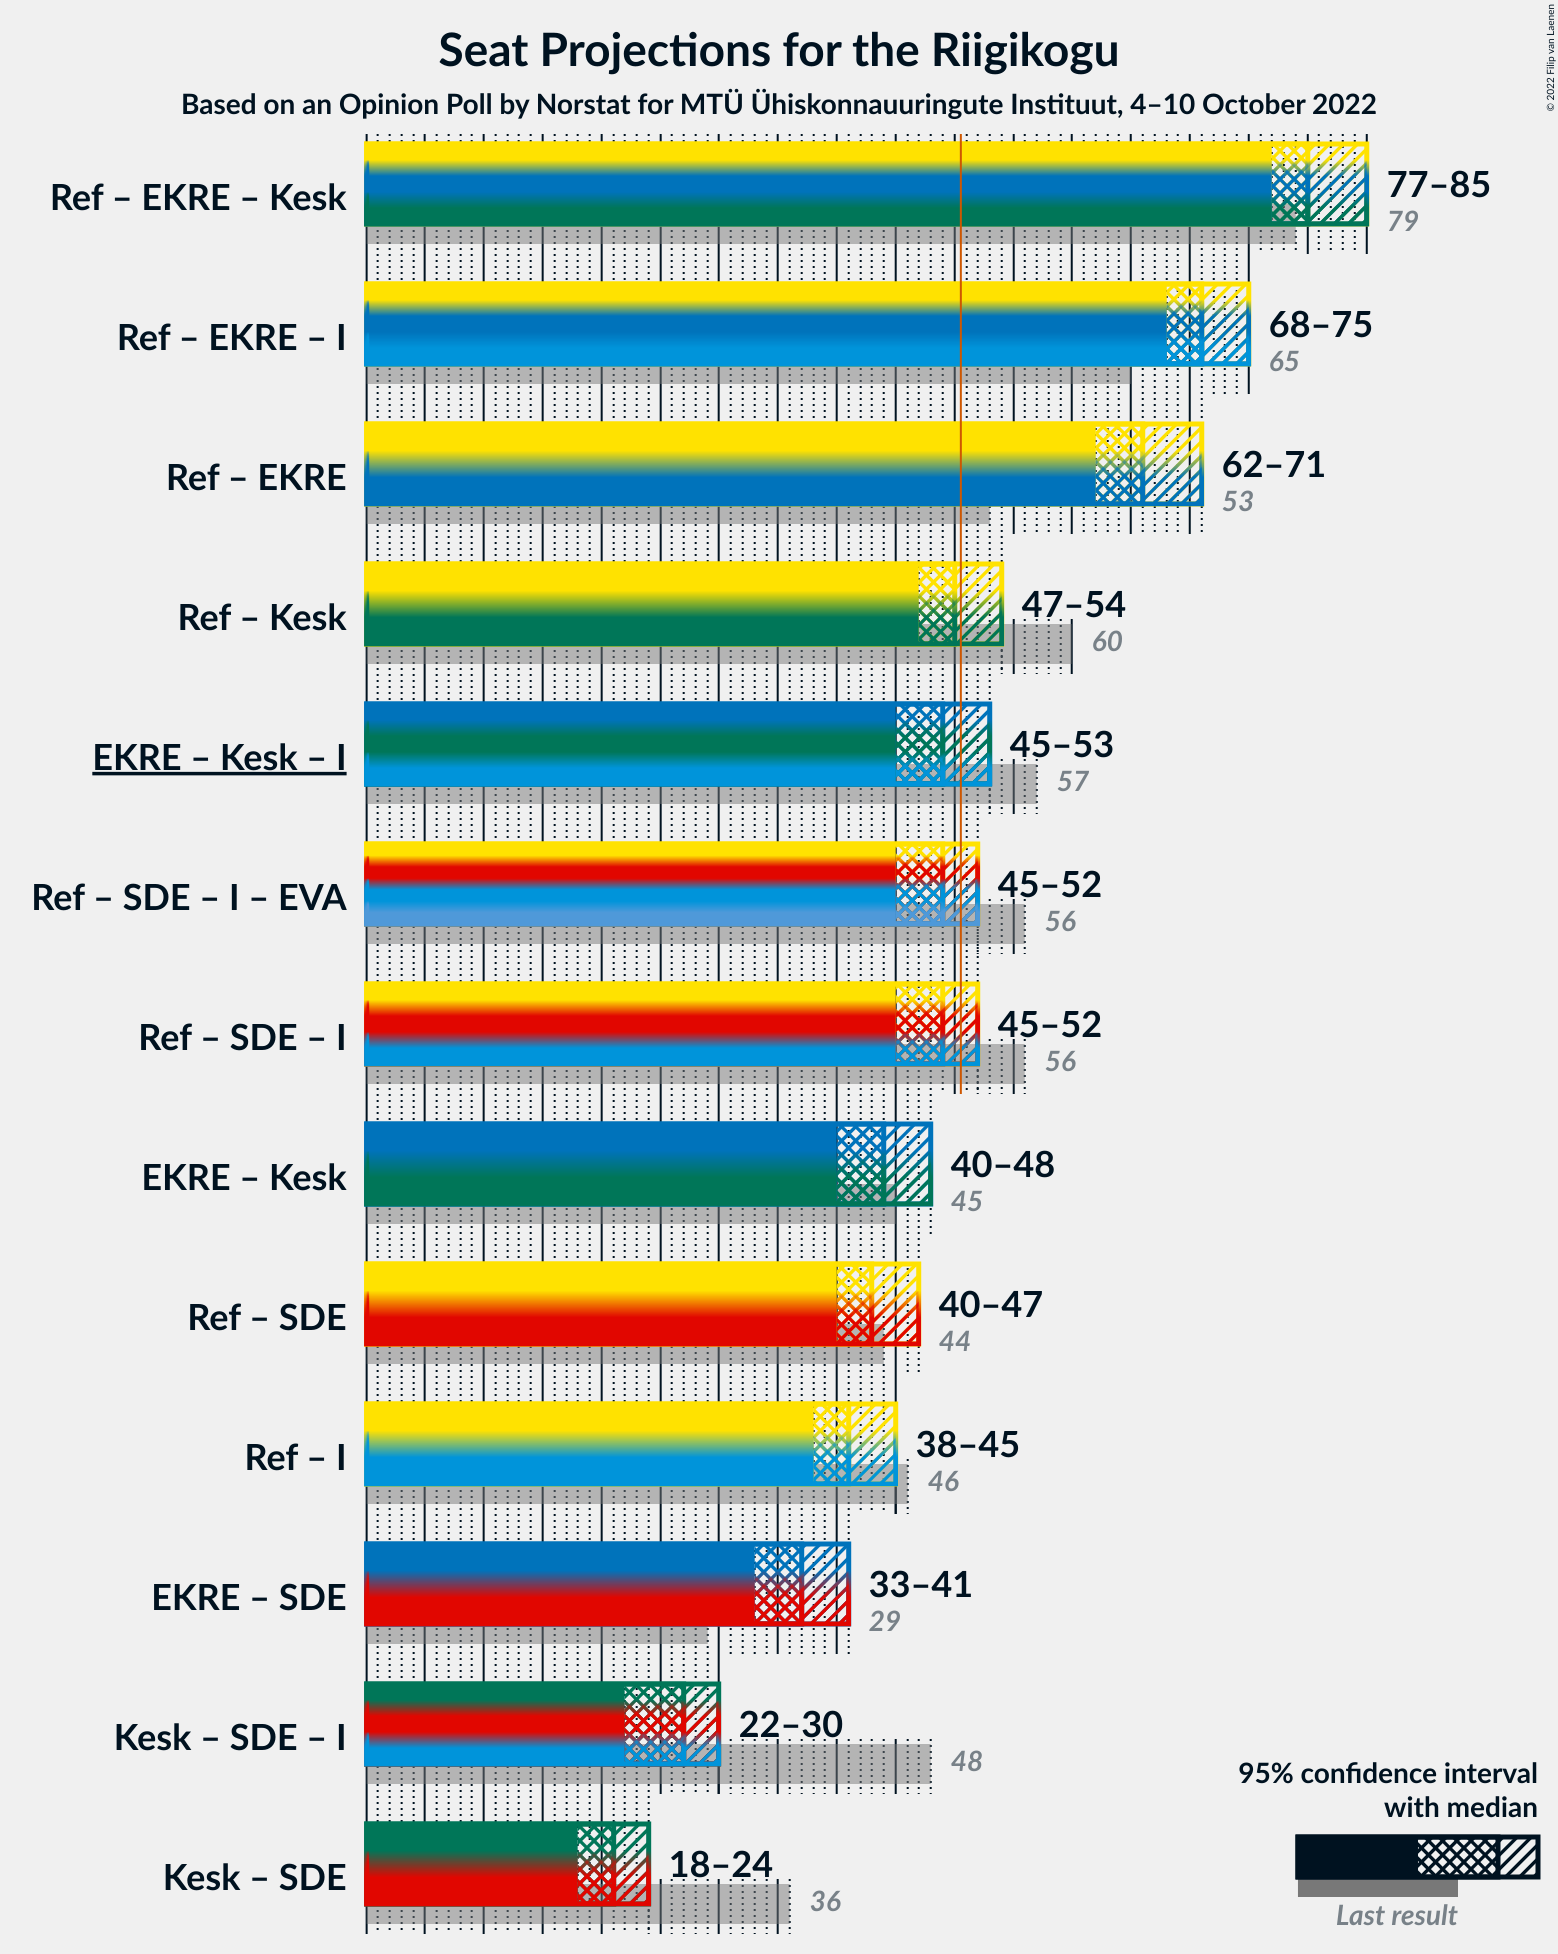 Seat Projections for the Riigikogu
Based on an Opinion Poll by Norstat for MTÜ Ühiskonnauuringute Instituut, 4–10 October 2022
© 2022 Filip van Laenen
Ref – EKRE – Kesk
77–85
79
Ref – EKRE – I
68–75
65
Ref – EKRE
62–71
53
Ref – Kesk
47–54
60
EKRE – Kesk – I
45–53
57
Ref – SDE – I – EVA
45–52
56
Ref – SDE – I
45–52
56
EKRE – Kesk
40–48
45
Ref – SDE
40–47
44
Ref – I
38–45
46
EKRE – SDE
33–41
29
Kesk – SDE – I
22–30
48
Kesk – SDE
18–24
36
95% confidence interval
with median
Last result